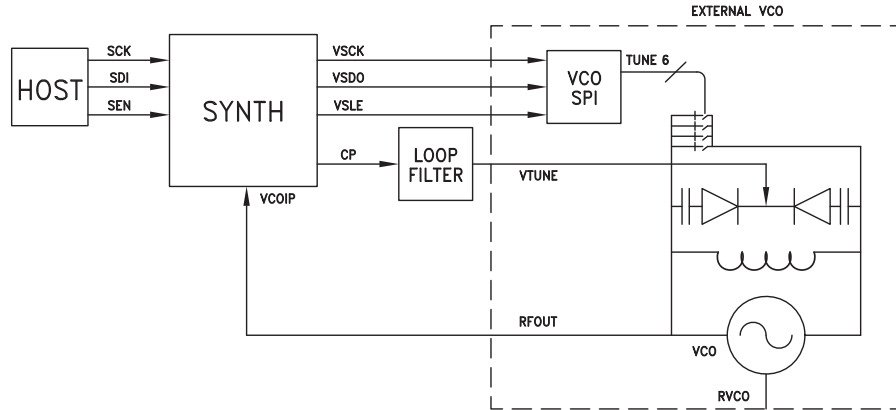 EXTERNAL VCO
SCK
SDI
SEN
HOST
SYNTH
VSCK
VSDO
VSLE
VCO
SPI
TUNE 6
CP
LOOP
FILTER
VTUNE
VCOIP
RFOUT
VCO
RVCO